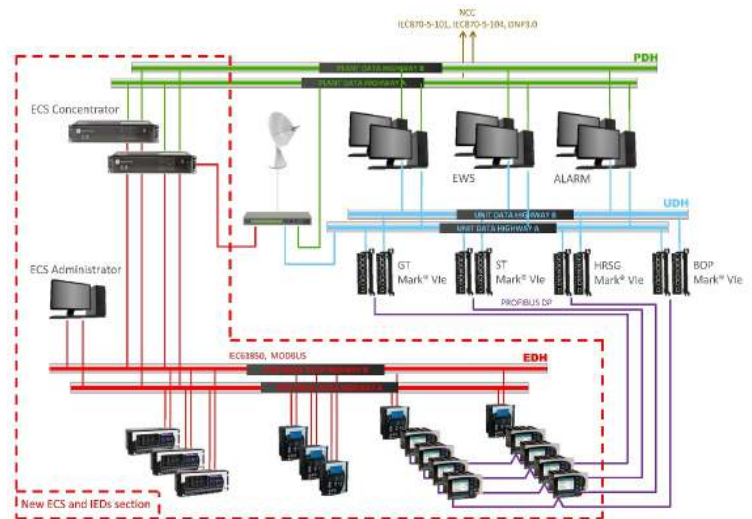 NCC
IEC870-5-101, IEC870-5-104, DNP3.0
PDH
PLANT DATA HIGHWAY B
PLANT DATA HIGHWAY A
ECS Concentrator
EWS
ALARM
UDH
UNIT DATA HIGHWAY B
UNIT DATA HIGHWAY A
GT
Mark® VIe
ST
Mark® VIe
HRSG
Mark® VIe
BOP
Mark® VIe
ECS Administrator
PROFIBUS DP
IEC61850, MODBUS
EDH
New ECS and IEDs section